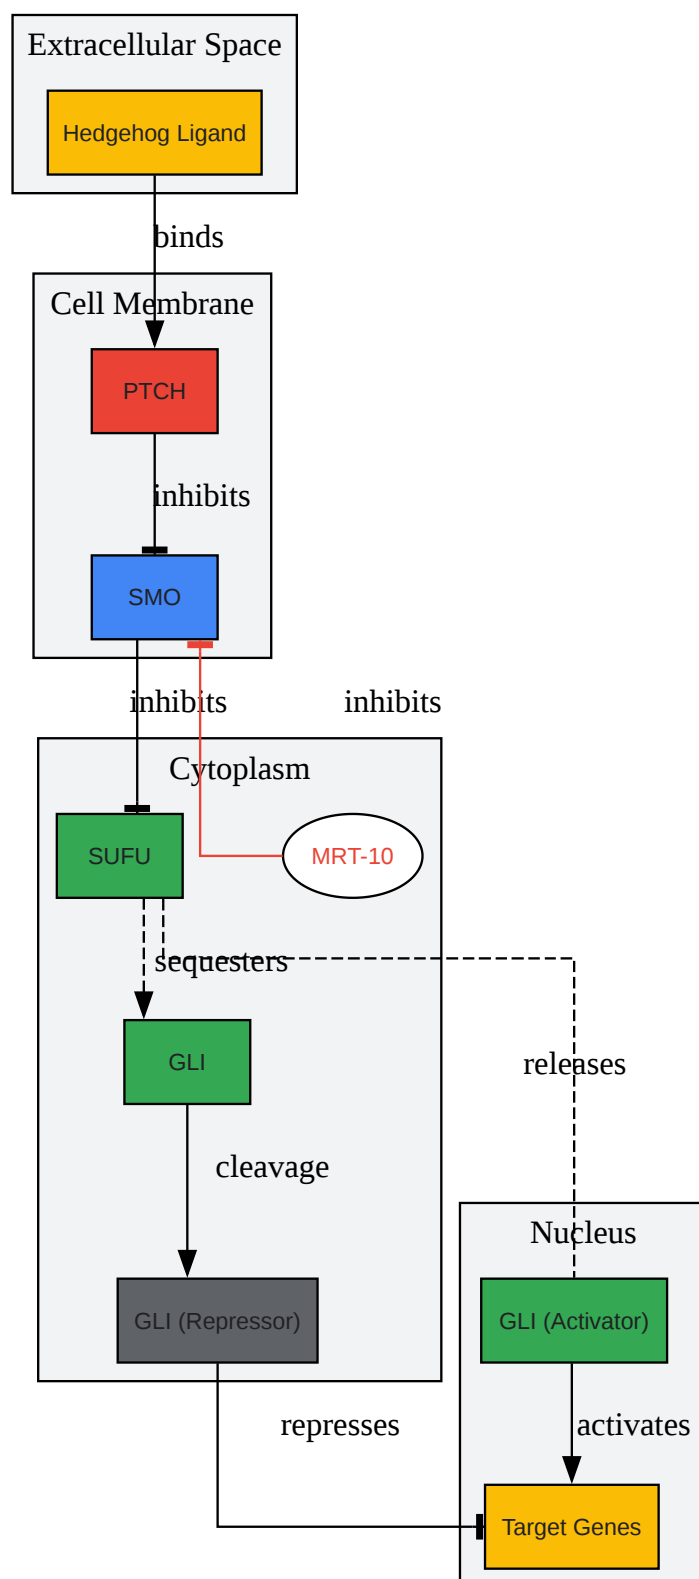 Extracellular Space
Hedgehog Ligand
binds
Cell Membrane
PTCH
inhibits
SMO
inhibits
inhibits
Cytoplasm
SUFU
MRT-10
sequesters
GLI
releases
cleavage
Nucleus
GLI (Repressor)
GLI (Activator)
represses
activates
Target Genes